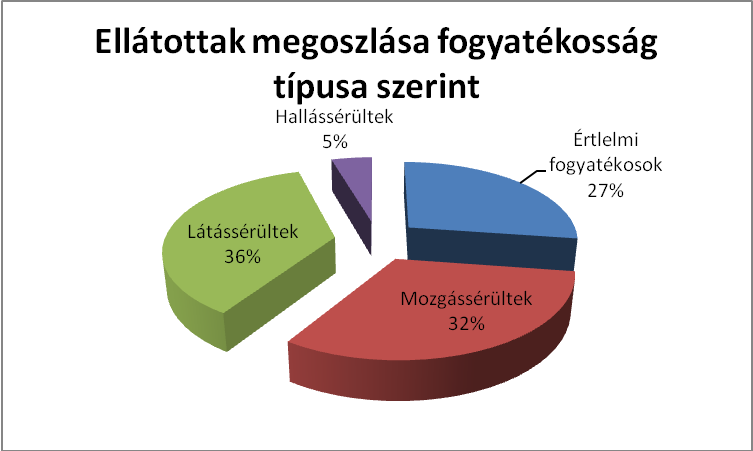 Ellátottak megoszlása fogyatékosság
típusa szerint
Hallássérültek
5%
Értlelmi
fogyatékosok
27%
Látássérültek
36%
Mozgássérültek
32%